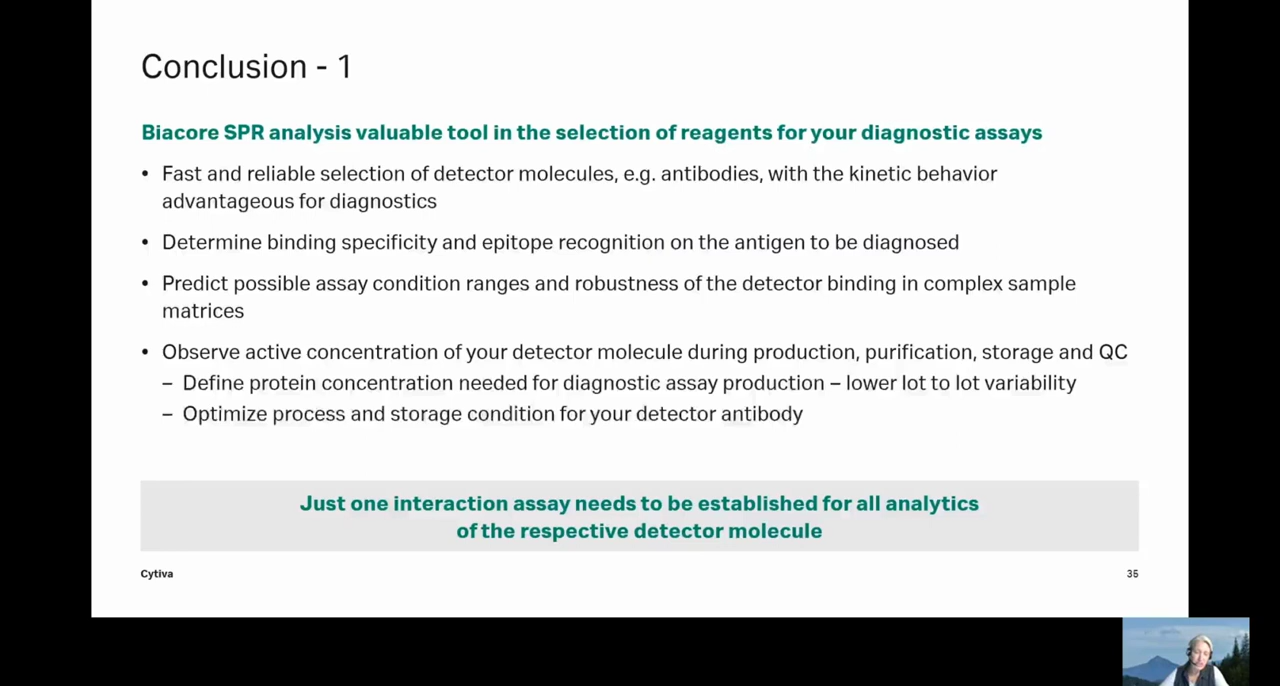 Conclusion - 1
Biacore SPR analysis valuable tool in the selection of reagents for your diagnostic assays
• Fast and reliable selection of detector molecules, e.g. antibodies, with the kinetic behavior
advantageous for diagnostics
• Determine binding specificity and epitope recognition on the antigen to be diagnosed
• Predict possible assay condition ranges and robustness of the detector binding in complex sample
matrices
• Observe active concentration of your detector molecule during production, purification, storage and QC
– Define protein concentration needed for diagnostic assay production – lower lot to lot variability
– Optimize process and storage condition for your detector antibody
Just one interaction assay needs to be established for all analytics
of the respective detector molecule
Cytiva
35